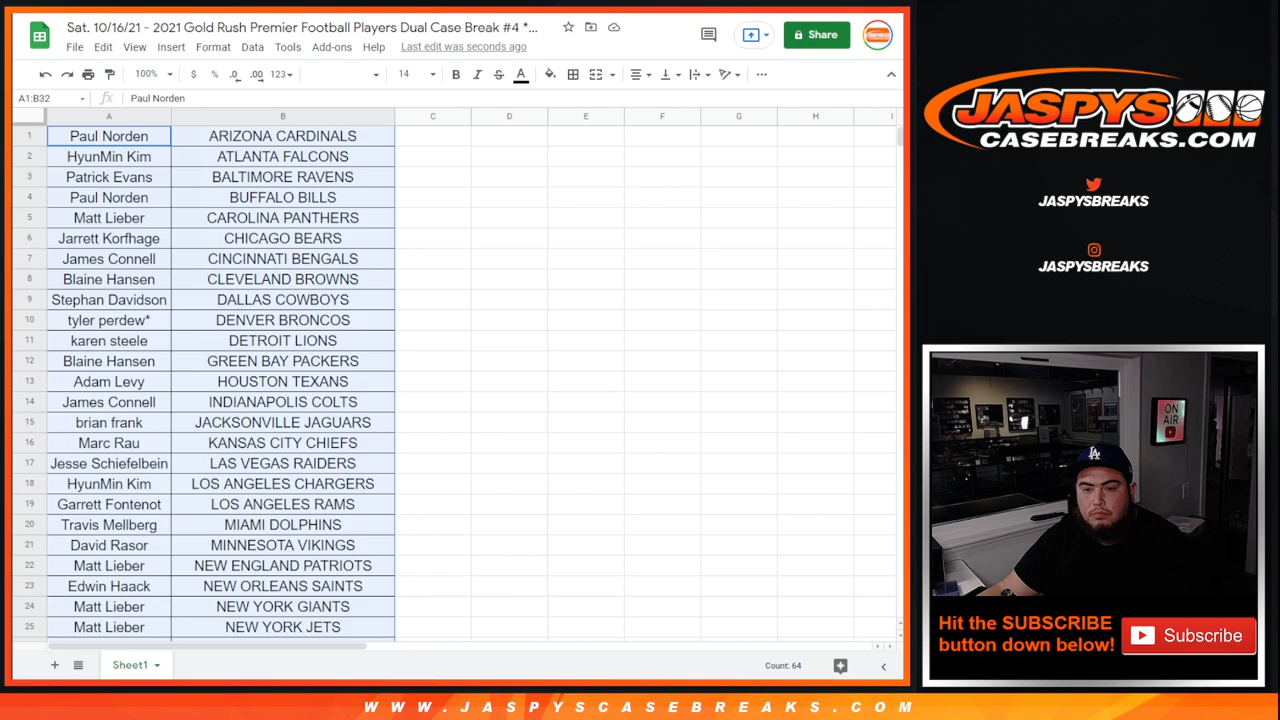 Sat. 10/16/21 - 2021 Gold Rush Premier Football Players Dual Case Break #4 *...
File Edit View Insert Format Data Tools Add-ons Help Last edit was seconds ago
Share
100% $ % .0 .00 123 14 B I S A
A1:B32 fx Paul Norden
A B C D E F G H I
1 Paul Norden ARIZONA CARDINALS
2 HyunMin Kim ATLANTA FALCONS
3 Patrick Evans BALTIMORE RAVENS
4 Paul Norden BUFFALO BILLS
5 Matt Lieber CAROLINA PANTHERS
6 Jarrett Korfhage CHICAGO BEARS
7 James Connell CINCINNATI BENGALS
8 Blaine Hansen CLEVELAND BROWNS
9 Stephan Davidson DALLAS COWBOYS
10 tyler perdew* DENVER BRONCOS
11 karen steele DETROIT LIONS
12 Blaine Hansen GREEN BAY PACKERS
13 Adam Levy HOUSTON TEXANS
14 James Connell INDIANAPOLIS COLTS
15 brian frank JACKSONVILLE JAGUARS
16 Marc Rau KANSAS CITY CHIEFS
17 Jesse Schiefelbein LAS VEGAS RAIDERS
18 HyunMin Kim LOS ANGELES CHARGERS
19 Garrett Fontenot LOS ANGELES RAMS
20 Travis Mellberg MIAMI DOLPHINS
21 David Rasor MINNESOTA VIKINGS
22 Matt Lieber NEW ENGLAND PATRIOTS
23 Edwin Haack NEW ORLEANS SAINTS
24 Matt Lieber NEW YORK GIANTS
25 Matt Lieber NEW YORK JETS
Sheet1
Count: 64
JASPYS
CASEBREAKS.COM
JASPYSBREAKS
JASPYSBREAKS
ON
AIR
LA
Hit the SUBSCRIBE
button down below!
Subscribe
WWW.JASPYSCASEBREAKS.COM